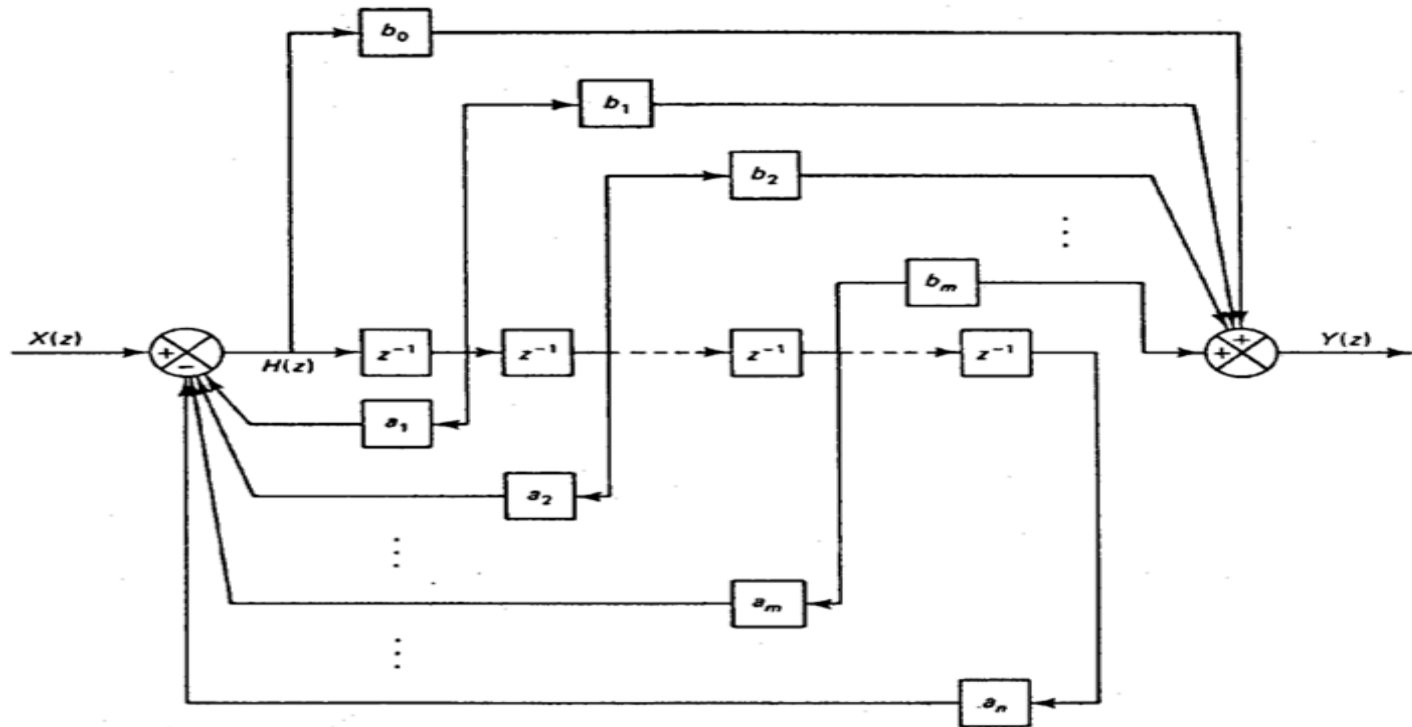 b₀
b₁
b₂
⋮
bₘ
X(z)
+
−
H(z)
z⁻¹
z⁻¹
z⁻¹
z⁻¹
+
+
Y(z)
a₁
a₂
⋮
aₘ
⋮
aₙ